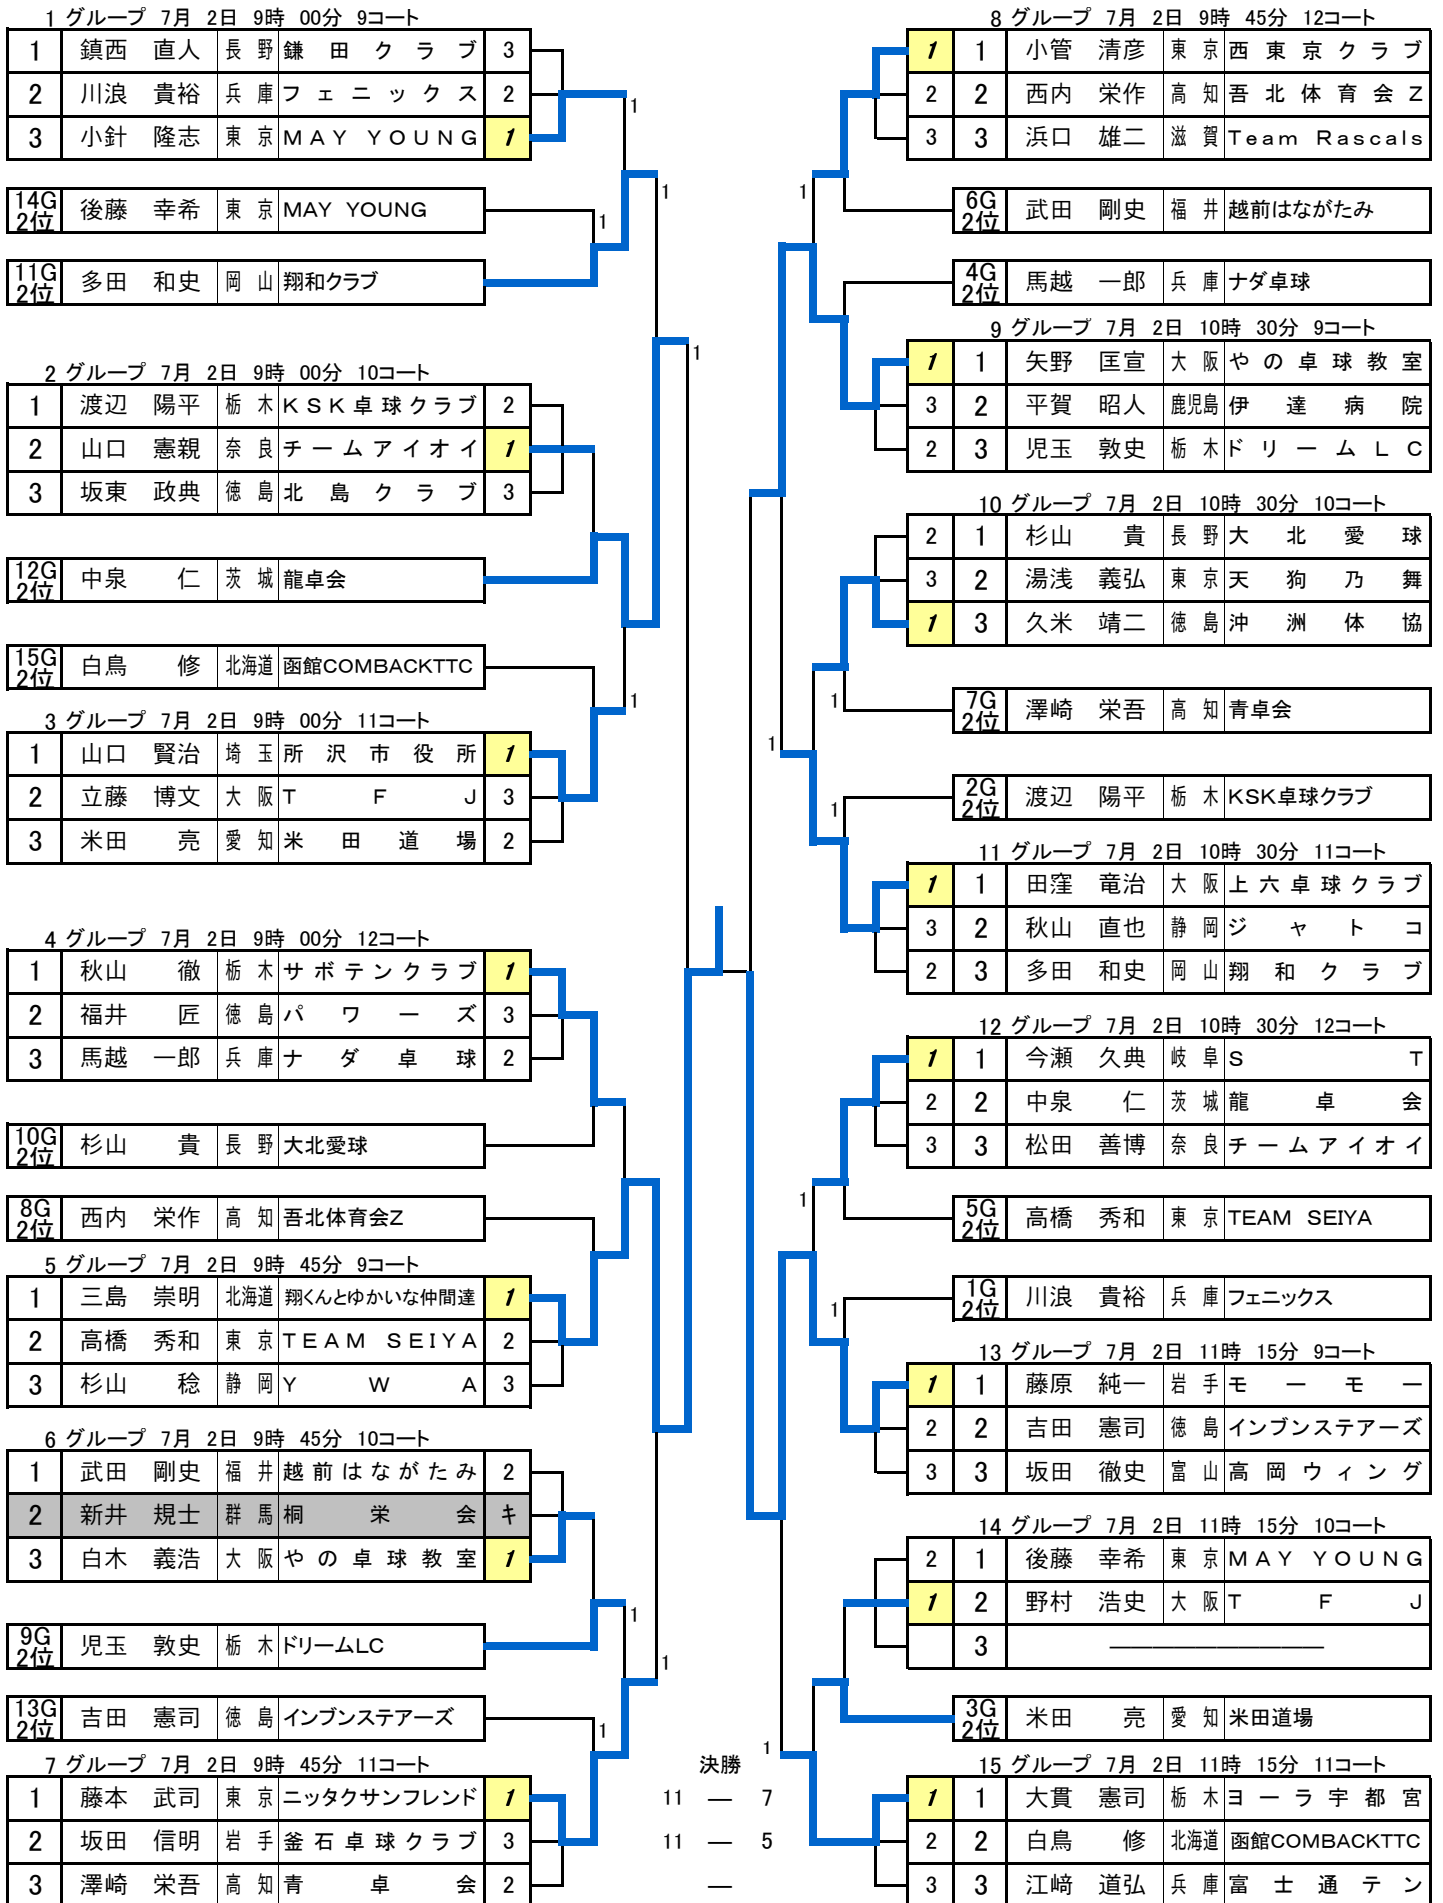 1 グループ 7月 2日 9時 00分 9コート
1 鎮西 直人 長野 鎌田クラブ 3
2 川浪 貴裕 兵庫 フェニックス 2
3 小針 隆志 東京 MAY YOUNG 1
1
14G 2位 後藤 幸希 東京 MAY YOUNG
1
1
11G 2位 多田 和史 岡山 翔和クラブ
1
2 グループ 7月 2日 9時 00分 10コート
1 渡辺 陽平 栃木 KSK卓球クラブ 2
2 山口 憲親 奈良 チームアイオイ 1
3 坂東 政典 徳島 北島クラブ 3
12G 2位 中泉 仁 茨城 龍卓会
15G 2位 白鳥 修 北海道 函館COMBACKTTC
1
3 グループ 7月 2日 9時 00分 11コート
1 山口 賢治 埼玉 所沢市役所 1
2 立藤 博文 大阪 TFJ 3
3 米田 亮 愛知 米田道場 2
4 グループ 7月 2日 9時 00分 12コート
1 秋山 徹 栃木 サボテンクラブ 1
2 福井 匠 徳島 パワーズ 3
3 馬越 一郎 兵庫 ナダ卓球 2
10G 2位 杉山 貴 長野 大北愛球
8G 2位 西内 栄作 高知 吾北体育会Z
5 グループ 7月 2日 9時 45分 9コート
1 三島 崇明 北海道 翔くんとゆかいな仲間達 1
2 高橋 秀和 東京 TEAM SEIYA 2
3 杉山 稔 静岡 YWA 3
6 グループ 7月 2日 9時 45分 10コート
1 武田 剛史 福井 越前はながたみ 2
2 新井 規士 群馬 桐栄会 キ
3 白木 義浩 大阪 やの卓球教室 1
1
9G 2位 児玉 敦史 栃木 ドリームLC
1
13G 2位 吉田 憲司 徳島 インブンステアーズ
1
7 グループ 7月 2日 9時 45分 11コート
1 藤本 武司 東京 ニッタクサンフレンド 1
2 坂田 信明 岩手 釜石卓球クラブ 3
3 澤崎 栄吾 高知 青卓会 2
決勝
11 ― 7
11 ― 5
―
8 グループ 7月 2日 9時 45分 12コート
1 1 小管 清彦 東京 西東京クラブ
2 2 西内 栄作 高知 吾北体育会Z
3 3 浜口 雄二 滋賀 Team Rascals
1
6G 2位 武田 剛史 福井 越前はながたみ
4G 2位 馬越 一郎 兵庫 ナダ卓球
9 グループ 7月 2日 10時 30分 9コート
1 1 矢野 匡宣 大阪 やの卓球教室
3 2 平賀 昭人 鹿児島 伊達病院
2 3 児玉 敦史 栃木 ドリームLC
10 グループ 7月 2日 10時 30分 10コート
2 1 杉山 貴 長野 大北愛球
3 2 湯浅 義弘 東京 天狗乃舞
1 3 久米 靖二 徳島 沖洲体協
1
7G 2位 澤崎 栄吾 高知 青卓会
1
2G 2位 渡辺 陽平 栃木 KSK卓球クラブ
1
11 グループ 7月 2日 10時 30分 11コート
1 1 田窪 竜治 大阪 上六卓球クラブ
3 2 秋山 直也 静岡 ジャトコ
2 3 多田 和史 岡山 翔和クラブ
12 グループ 7月 2日 10時 30分 12コート
1 1 今瀬 久典 岐阜 ST
2 2 中泉 仁 茨城 龍卓会
3 3 松田 善博 奈良 チームアイオイ
1
5G 2位 高橋 秀和 東京 TEAM SEIYA
1G 2位 川浪 貴裕 兵庫 フェニックス
1
13 グループ 7月 2日 11時 15分 9コート
1 1 藤原 純一 岩手 モーモー
2 2 吉田 憲司 徳島 インブンステアーズ
3 3 坂田 徹史 富山 高岡ウィング
14 グループ 7月 2日 11時 15分 10コート
2 1 後藤 幸希 東京 MAY YOUNG
1 2 野村 浩史 大阪 TFJ
3 ――――――――――
3G 2位 米田 亮 愛知 米田道場
1
15 グループ 7月 2日 11時 15分 11コート
1 1 大貫 憲司 栃木 ヨーラ宇都宮
2 2 白鳥 修 北海道 函館COMBACKTTC
3 3 江﨑 道弘 兵庫 富士通テン